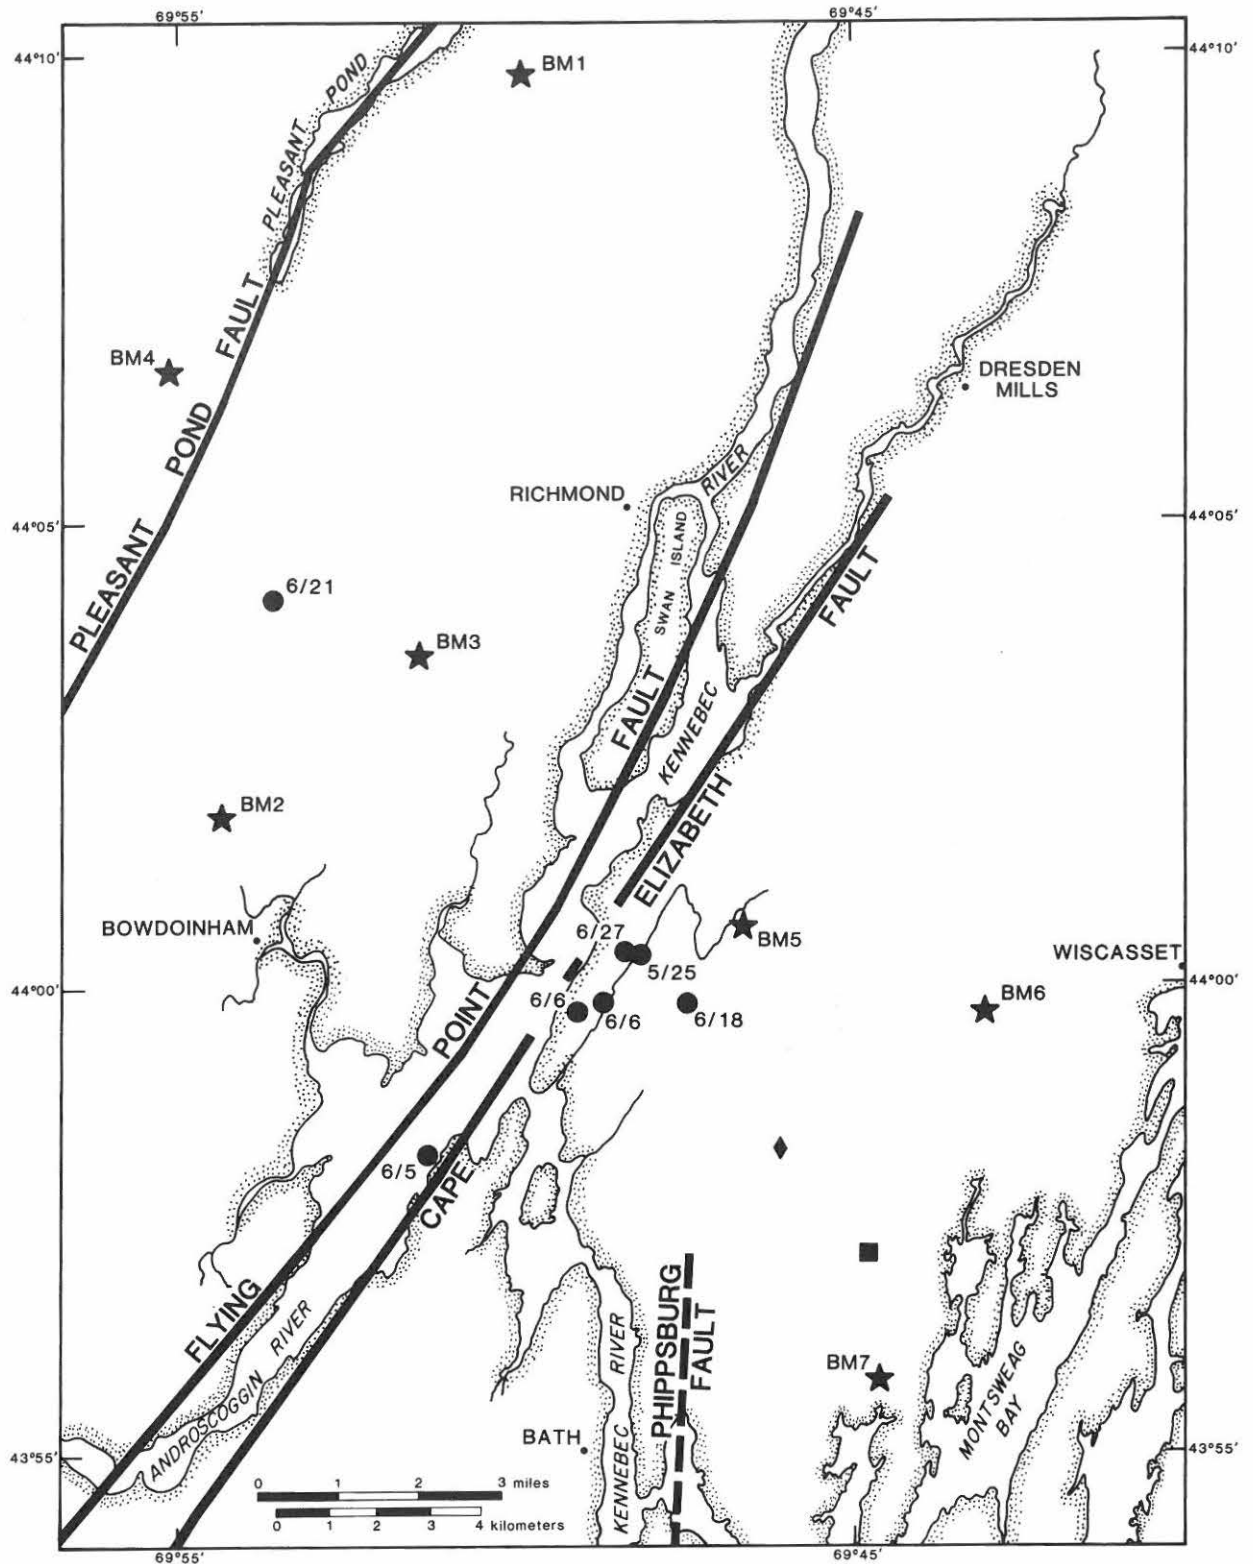 69°55′
69°45′
44°10′
44°10′
BM1
PLEASANT POND
PLEASANT POND FAULT
BM4
DRESDEN
MILLS
RICHMOND
RIVER
SWAN ISLAND
44°05′
44°05′
6/21
BM3
KENNEBEC
FLYING POINT FAULT
CAPE ELIZABETH FAULT
BM2
BOWDOINHAM
6/27
5/25
BM5
WISCASSET
44°00′
44°00′
6/6
6/6
6/18
BM6
6/5
ANDROSCOGGIN RIVER
KENNEBEC RIVER
PHIPPSBURG
FAULT
BM7
MONTSWEAG
BAY
BATH
43°55′
43°55′
0 1 2 3 miles
0 1 2 3 4 kilometers
69°55′
69°45′